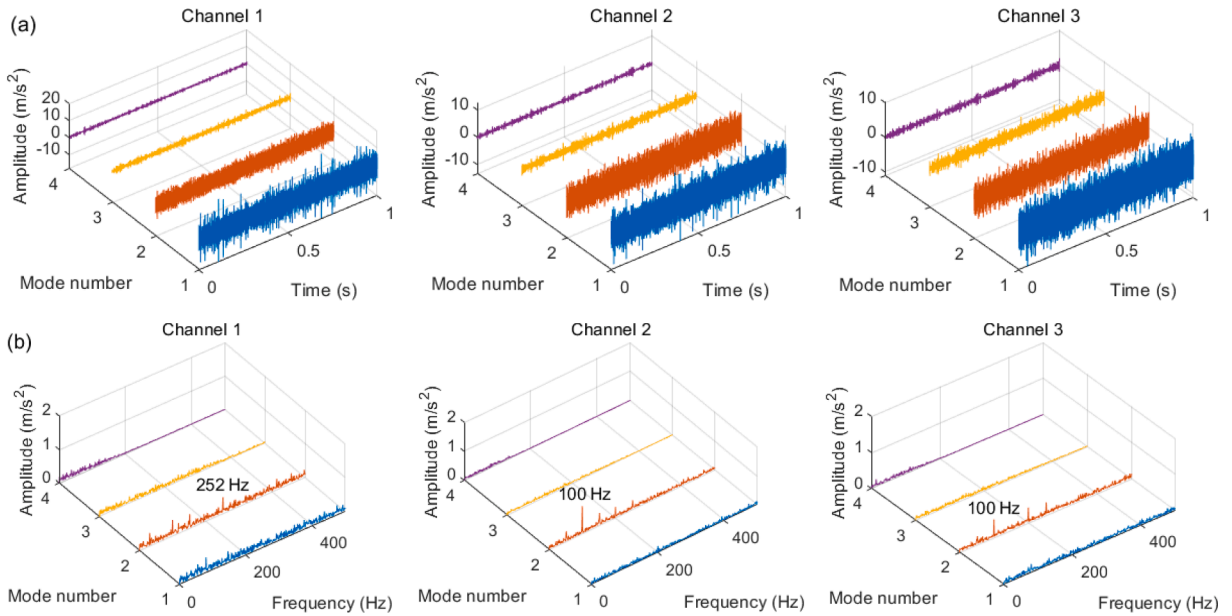 (a)
Channel 1
Channel 2
Channel 3
Amplitude (m/s²)
20
10
0
-10
4
3
2
1
Mode number
0
0.5
1
Time (s)
Amplitude (m/s²)
10
0
-10
4
3
2
1
Mode number
0
0.5
1
Time (s)
Amplitude (m/s²)
10
0
-10
4
3
2
1
Mode number
0
0.5
1
Time (s)
(b)
Channel 1
Channel 2
Channel 3
Amplitude (m/s²)
2
1
0
4
3
2
1
Mode number
252 Hz
0
200
400
Frequency (Hz)
Amplitude (m/s²)
2
1
0
4
3
2
1
Mode number
100 Hz
0
200
400
Frequency (Hz)
Amplitude (m/s²)
2
1
0
4
3
2
1
Mode number
100 Hz
0
200
400
Frequency (Hz)